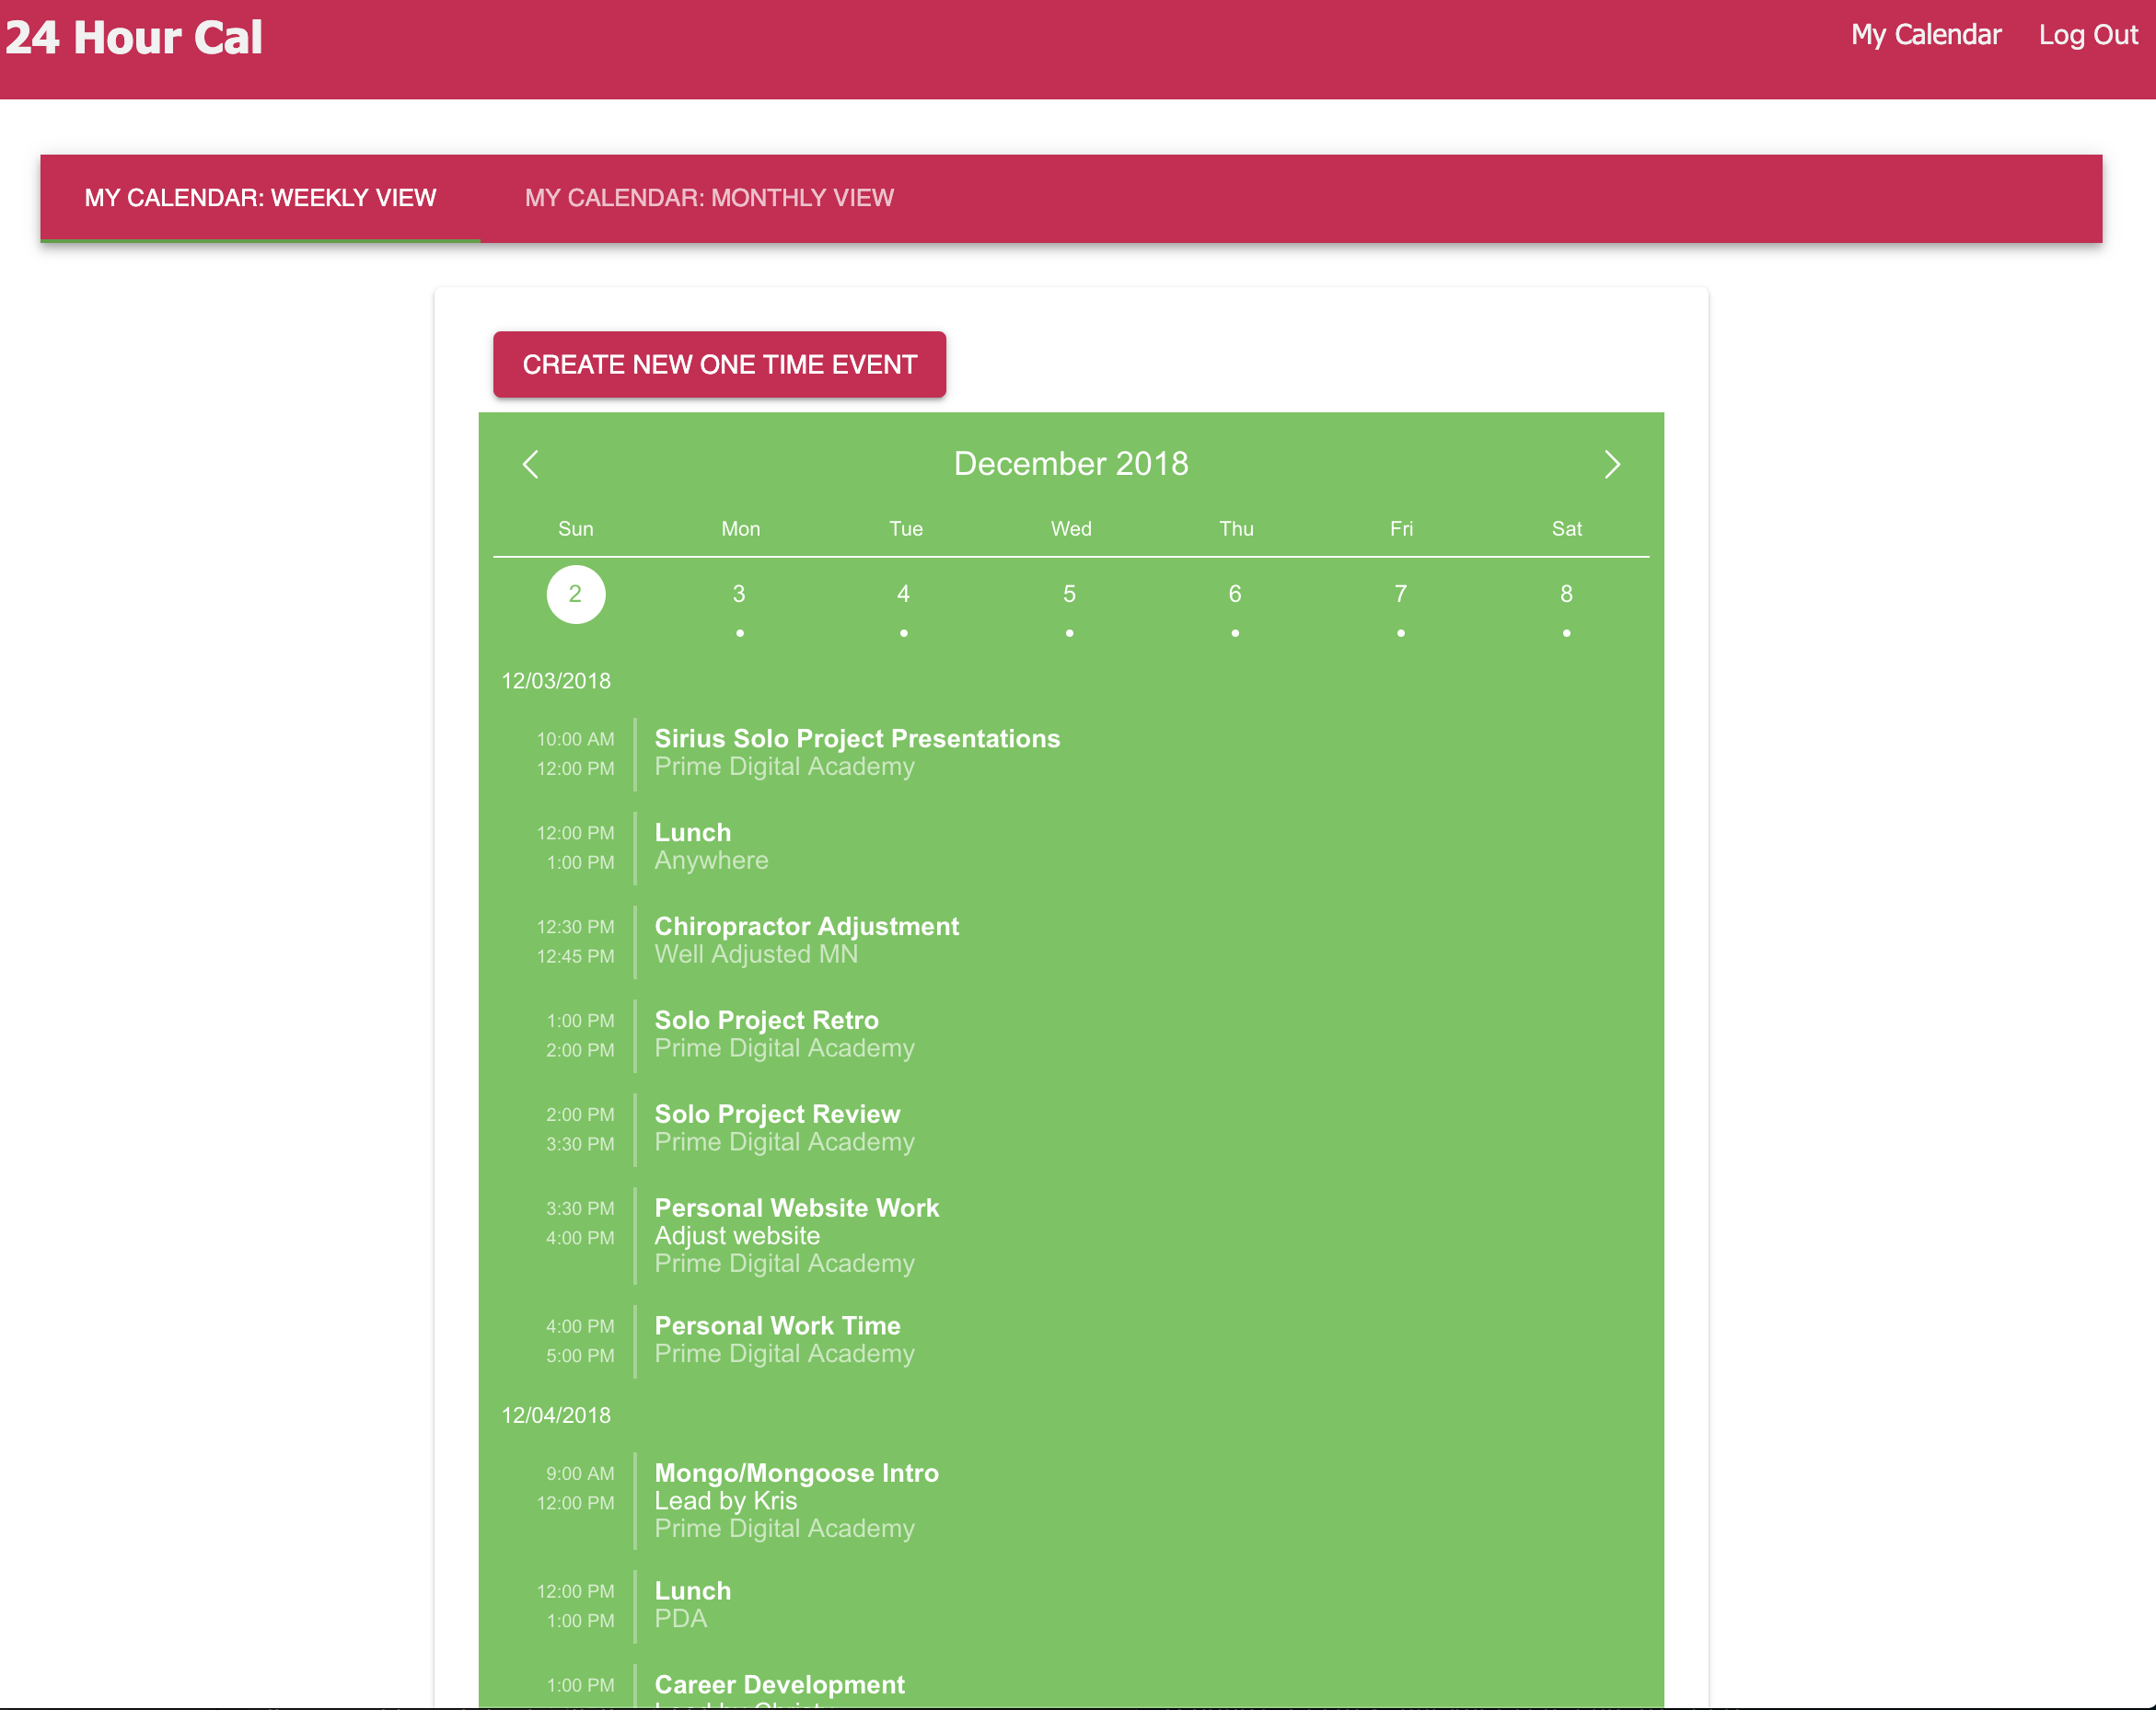 24 Hour Cal
My Calendar Log Out
MY CALENDAR: WEEKLY VIEW MY CALENDAR: MONTHLY VIEW
CREATE NEW ONE TIME EVENT
December 2018
Sun Mon Tue Wed Thu Fri Sat
2 3 4 5 6 7 8
12/03/2018
10:00 AM Sirius Solo Project Presentations
12:00 PM Prime Digital Academy
12:00 PM Lunch
1:00 PM Anywhere
12:30 PM Chiropractor Adjustment
12:45 PM Well Adjusted MN
1:00 PM Solo Project Retro
2:00 PM Prime Digital Academy
2:00 PM Solo Project Review
3:30 PM Prime Digital Academy
3:30 PM Personal Website Work
4:00 PM Adjust website
Prime Digital Academy
4:00 PM Personal Work Time
5:00 PM Prime Digital Academy
12/04/2018
9:00 AM Mongo/Mongoose Intro
12:00 PM Lead by Kris
Prime Digital Academy
12:00 PM Lunch
1:00 PM PDA
1:00 PM Career Development